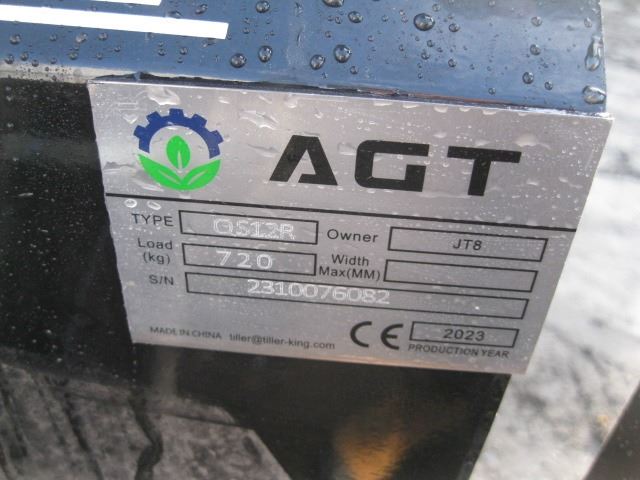 AGT
TYPE QS12R Owner JT8
Load (kg) 720 Width Max(MM)
S/N 2310076082
MADE IN CHINA tiller@tiller-king.com CE 2023
PRODUCTION YEAR